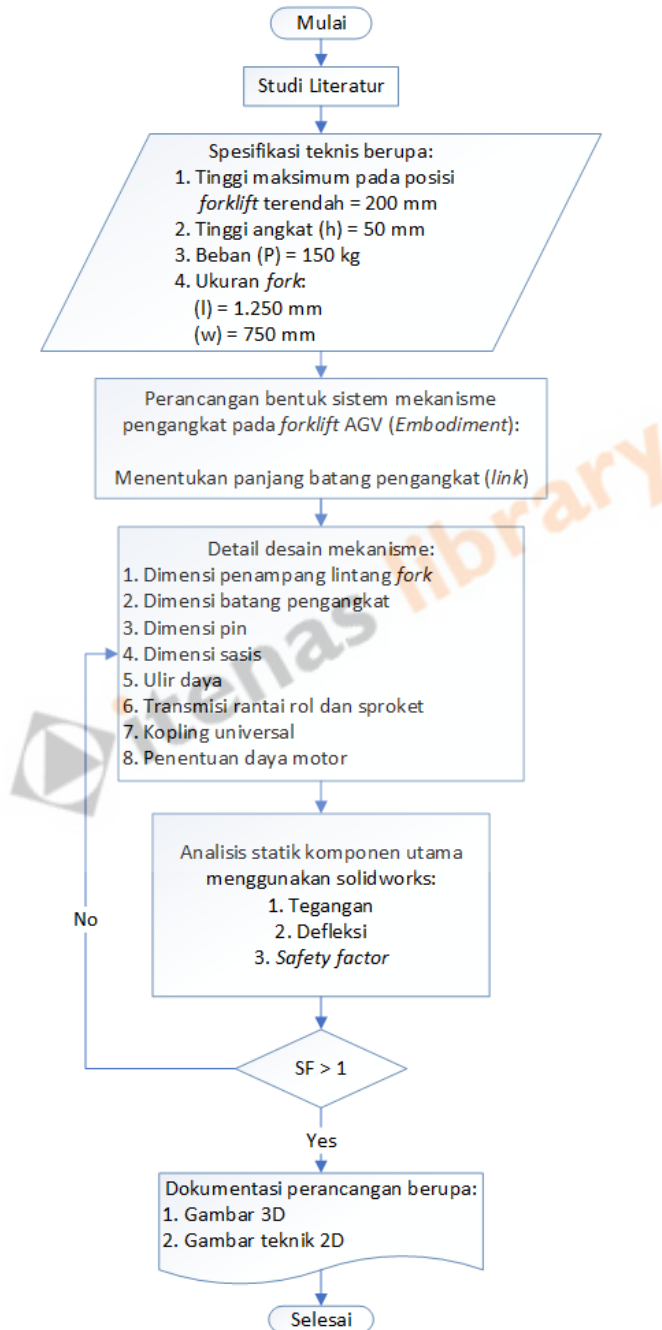 Mulai
Studi Literatur
Spesifikasi teknis berupa:
1. Tinggi maksimum pada posisi
forklift terendah = 200 mm
2. Tinggi angkat (h) = 50 mm
3. Beban (P) = 150 kg
4. Ukuran fork:
(l) = 1.250 mm
(w) = 750 mm
Perancangan bentuk sistem mekanisme
pengangkat pada forklift AGV (Embodiment):
Menentukan panjang batang pengangkat (link)
Detail desain mekanisme:
1. Dimensi penampang lintang fork
2. Dimensi batang pengangkat
3. Dimensi pin
4. Dimensi sasis
5. Ulir daya
6. Transmisi rantai rol dan sproket
7. Kopling universal
8. Penentuan daya motor
Analisis statik komponen utama
menggunakan solidworks:
1. Tegangan
2. Defleksi
3. Safety factor
No
SF > 1
Yes
Dokumentasi perancangan berupa:
1. Gambar 3D
2. Gambar teknik 2D
Selesai
itenas library